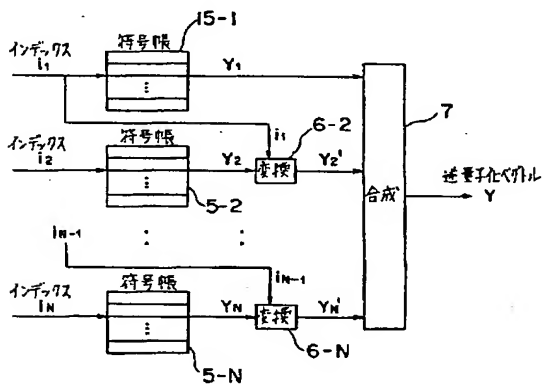 15-1
インデックス
i1
符号帳
Y1
7
i1
6-2
インデックス
i2
符号帳
Y2
変換
Y2'
5-2
合成
逆量子化ベクトル
Y
iN-1
iN-1
インデックス
iN
符号帳
YN
変換
YN'
6-N
5-N